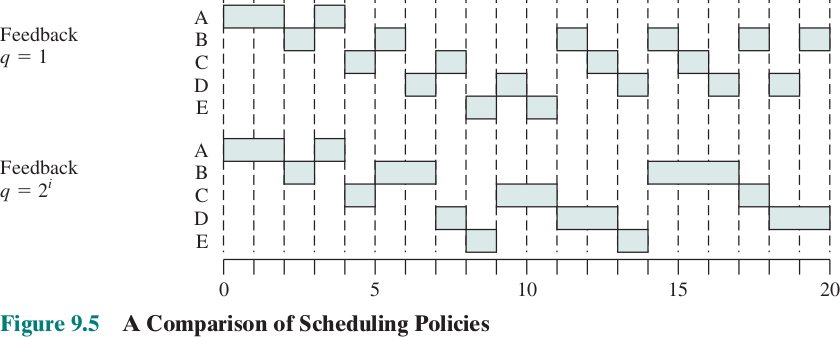 Feedback
q = 1
A
B
C
D
E
Feedback
q = 2^i
A
B
C
D
E
0 5 10 15 20
Figure 9.5 A Comparison of Scheduling Policies